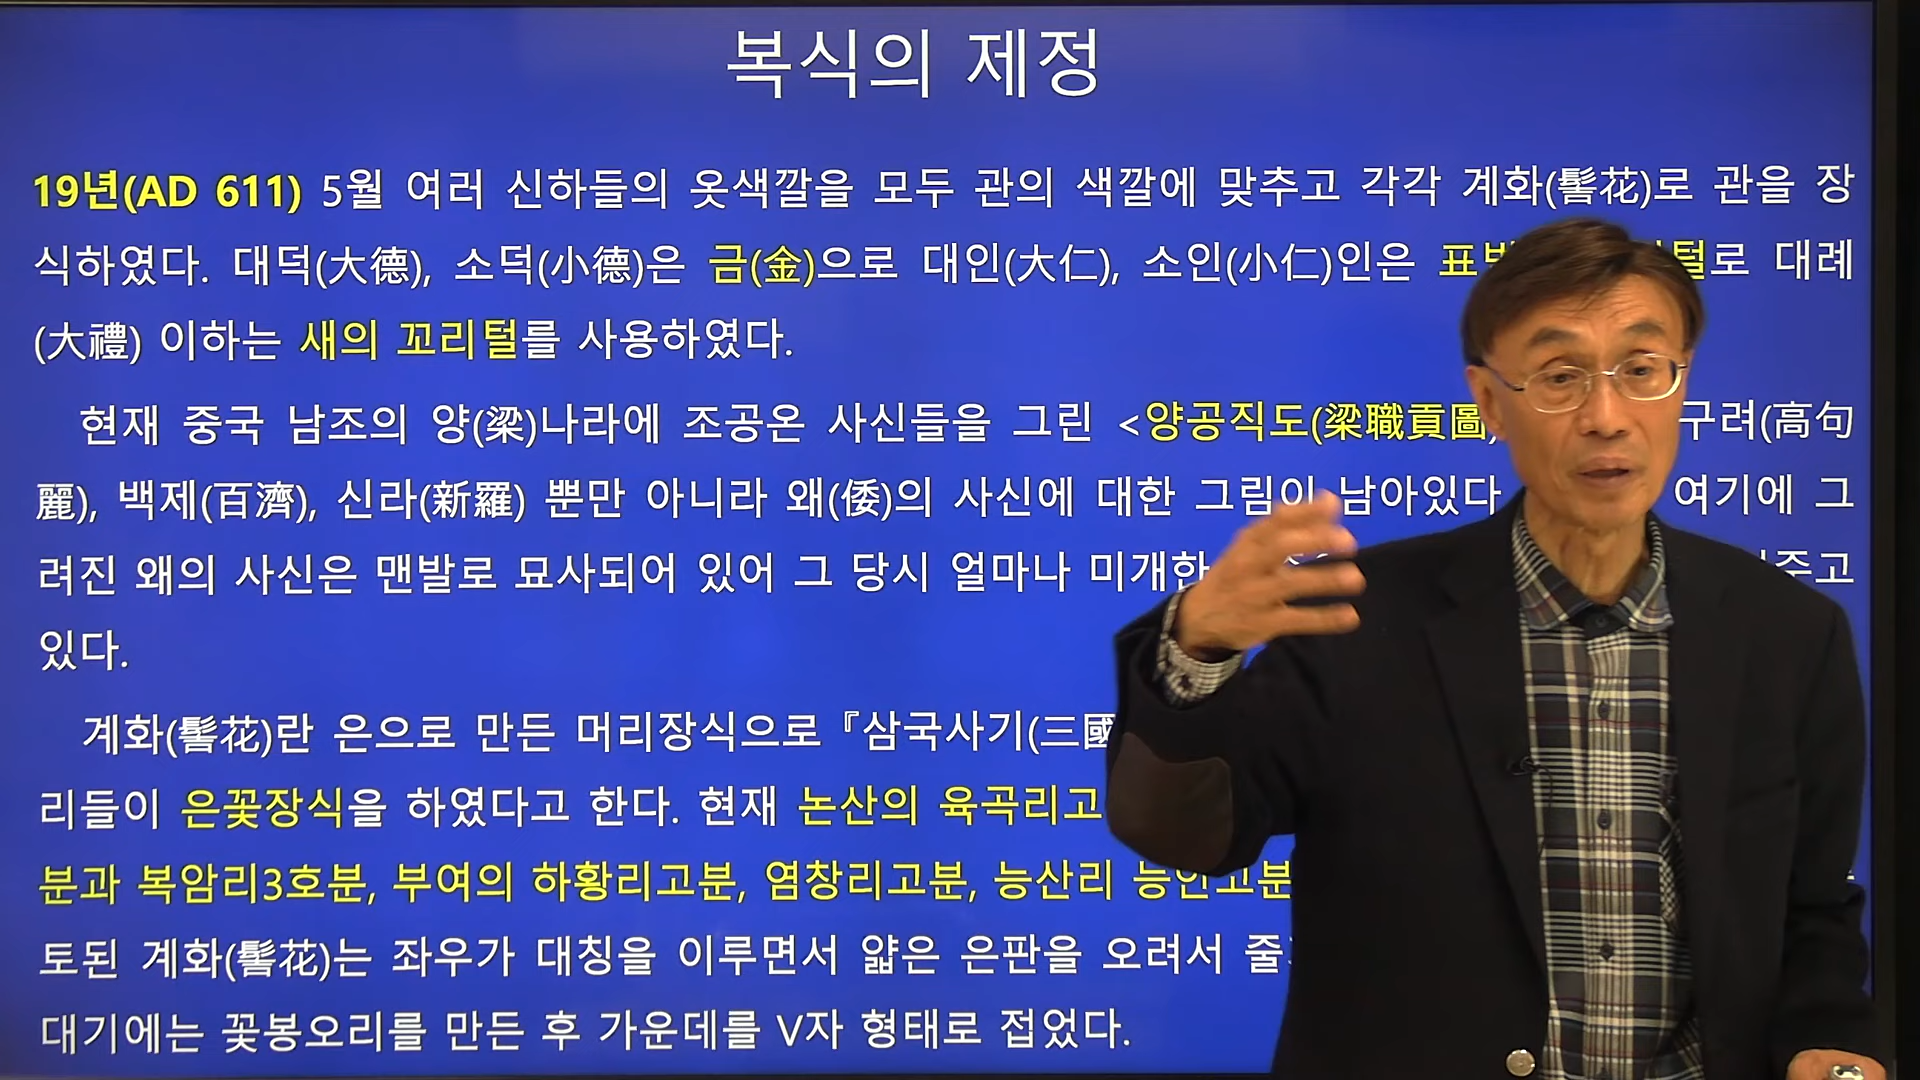 복식의 제정
19년(AD 611) 5월 여러 신하들의 옷색깔을 모두 관의 색깔에 맞추고 각각 계화(髻花)로 관을 장
식하였다. 대덕(大德), 소덕(小德)은 금(金)으로 대인(大仁), 소인(小仁)인은 표 털로 대례
(大禮) 이하는 새의 꼬리털를 사용하였다.
현재 중국 남조의 양(梁)나라에 조공온 사신들을 그린 <양공직도(梁職貢圖) 구려(高句
麗), 백제(百濟), 신라(新羅) 뿐만 아니라 왜(倭)의 사신에 대한 그림이 남아있다 여기에 그
려진 왜의 사신은 맨발로 묘사되어 있어 그 당시 얼마나 미개한 주고
있다.
계화(髻花)란 은으로 만든 머리장식으로 『삼국사기(三國
리들이 은꽃장식을 하였다고 한다. 현재 논산의 육곡리고
분과 복암리3호분, 부여의 하황리고분, 염창리고분, 능산리 능안고분
토된 계화(髻花)는 좌우가 대칭을 이루면서 얇은 은판을 오려서 줄
대기에는 꽃봉오리를 만든 후 가운데를 V자 형태로 접었다.